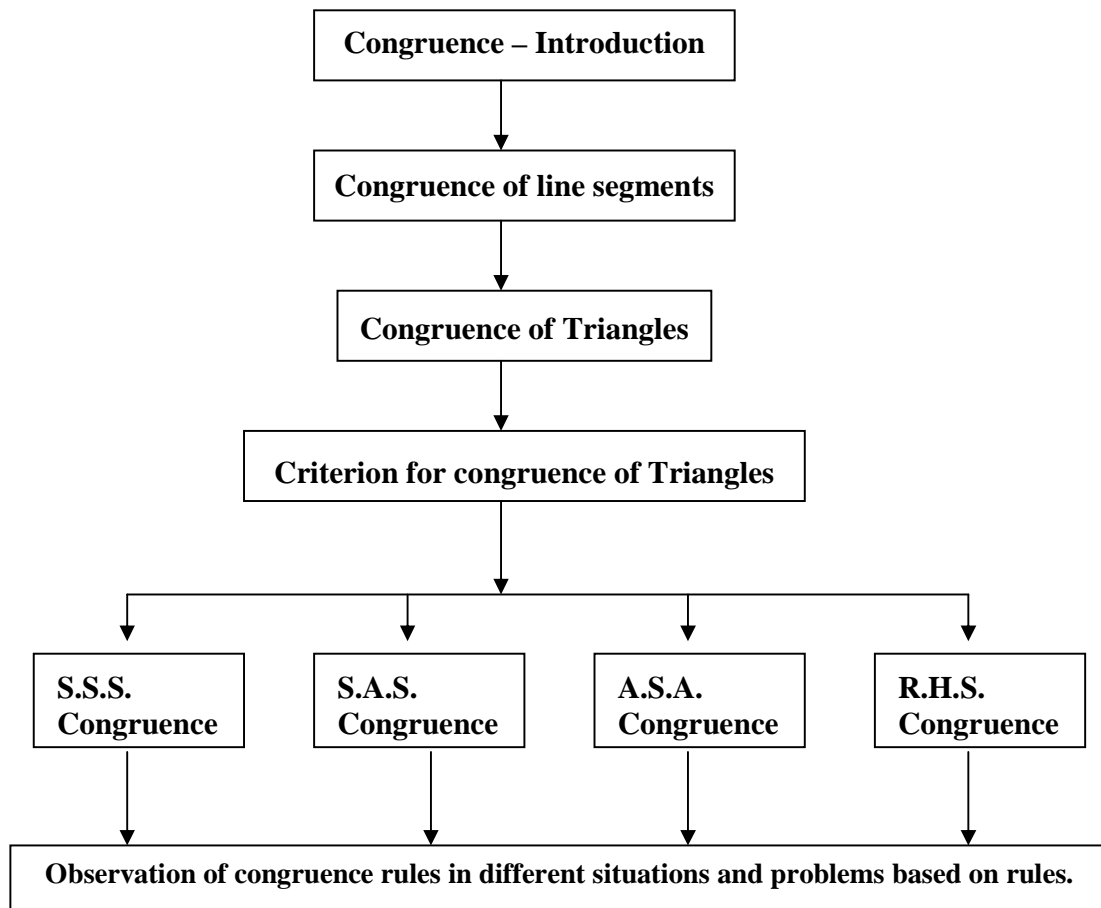 Congruence – Introduction
Congruence of line segments
Congruence of Triangles
Criterion for congruence of Triangles
S.S.S.
Congruence
S.A.S.
Congruence
A.S.A.
Congruence
R.H.S.
Congruence
Observation of congruence rules in different situations and problems based on rules.